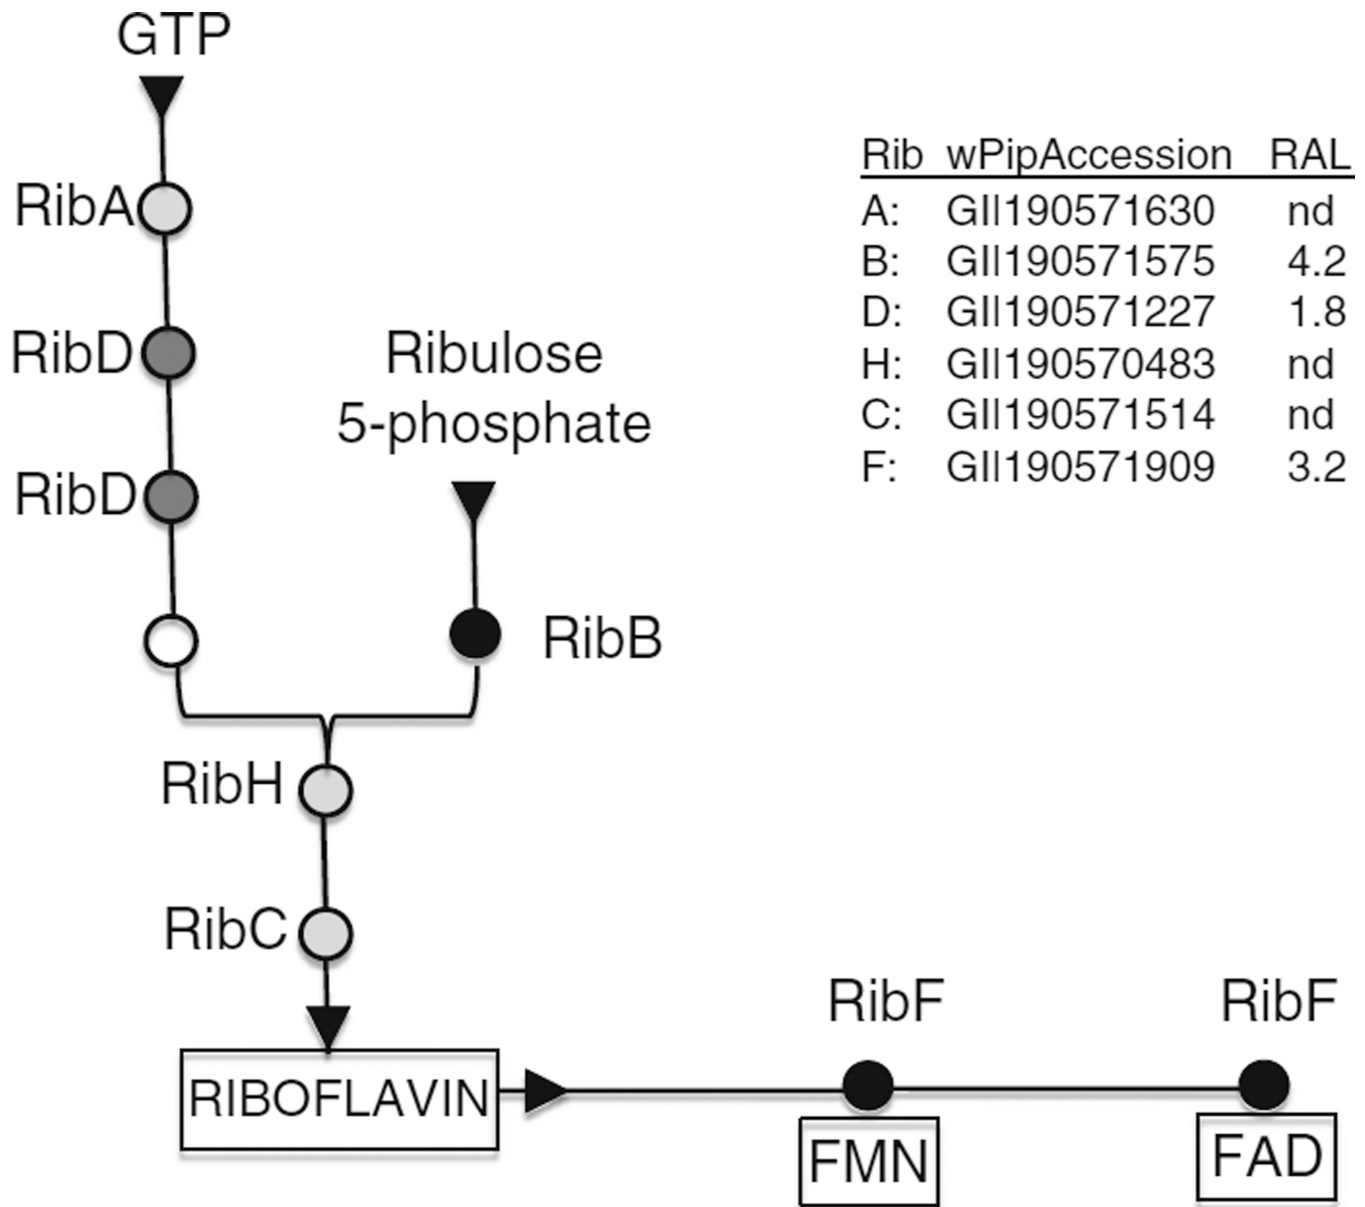 GTP
RibA
RibD
RibD
Ribulose
5-phosphate
RibB
RibH
RibC
RIBOFLAVIN
RibF
FMN
RibF
FAD
Rib wPipAccession RAL
A: GII190571630 nd
B: GII190571575 4.2
D: GII190571227 1.8
H: GII190570483 nd
C: GII190571514 nd
F: GII190571909 3.2